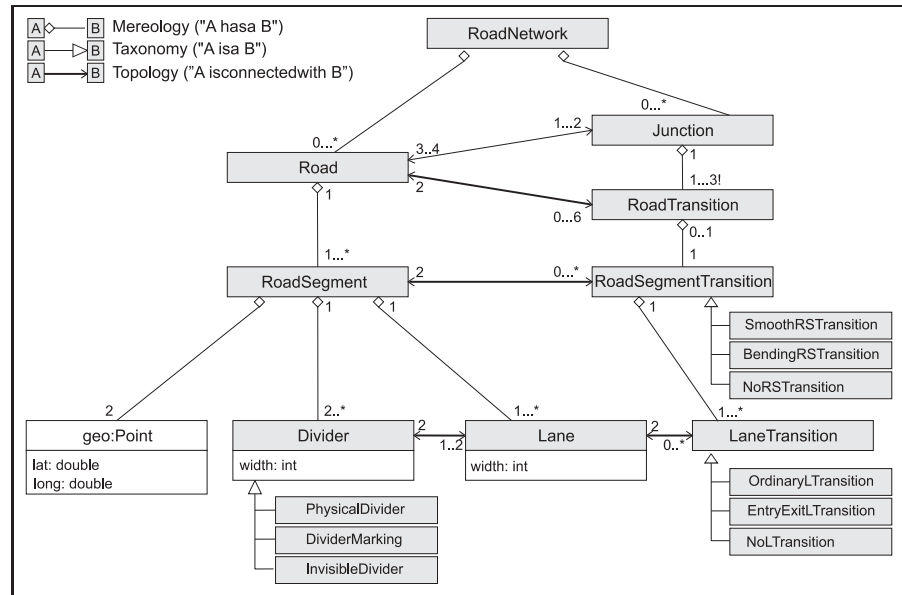 A B Mereology ("A hasa B")
A B Taxonomy ("A isa B")
A B Topology ("A isconnectedwith B")
RoadNetwork
0...* 0...*
Junction
1...2
3..4
1
Road
1
2
1...3!
RoadTransition
0...6
0..1
1...*
1
RoadSegment
2
0...*
RoadSegmentTransition
1
1
1
SmoothRSTransition
BendingRSTransition
NoRSTransition
2
2..*
1...*
1...*
geo:Point
lat: double
long: double
Divider
width: int
2
1..2
Lane
width: int
2
0..*
LaneTransition
PhysicalDivider
DividerMarking
InvisibleDivider
OrdinaryLTransition
EntryExitLTransition
NoLTransition